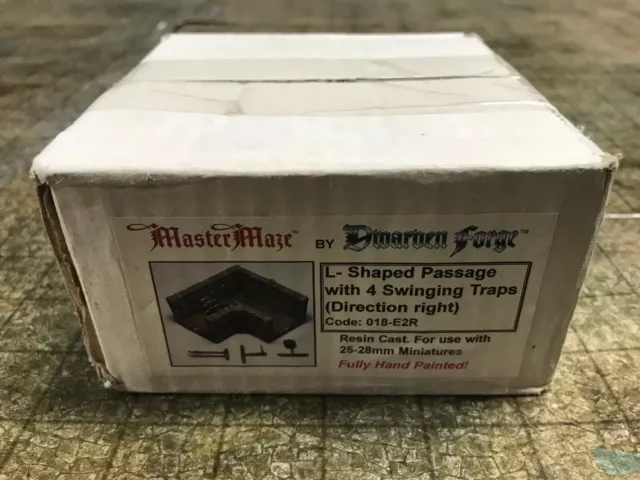 MasterMaze™ BY Dwarven Forge™
L- Shaped Passage
with 4 Swinging Traps
(Direction right)
Code: 018-E2R
Resin Cast. For use with
25-28mm Miniatures
Fully Hand Painted!